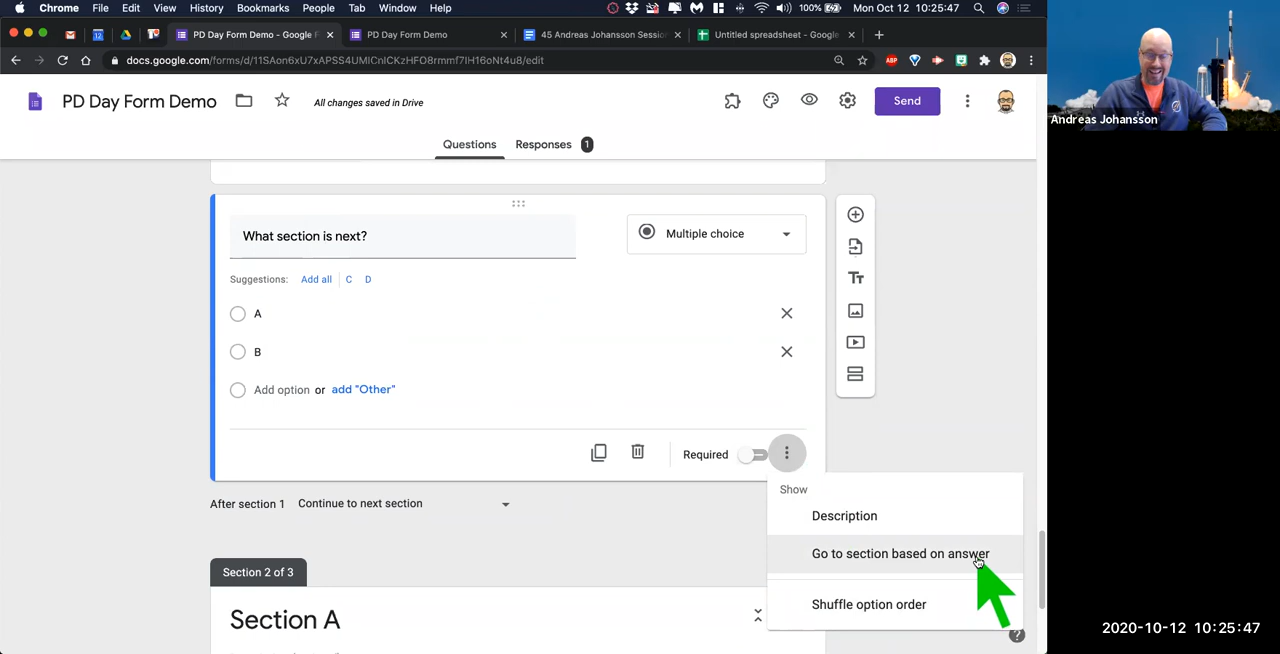 Chrome File Edit View History Bookmarks People Tab Window Help 100% Mon Oct 12 10:25:47
PD Day Form Demo - Google F PD Day Form Demo 45 Andreas Johansson Sessio Untitled spreadsheet - Google
docs.google.com/forms/d/11SAon6xU7xAPSS4UMlCnlCKzHFO8rmmf7lH16oNt4u8/edit ABP
PD Day Form Demo All changes saved in Drive Send
Andreas Johansson
Questions Responses 1
What section is next? Multiple choice
Suggestions: Add all C D
A
B
Add option or add "Other"
Required
Show
Description
Go to section based on answer
Shuffle option order
After section 1 Continue to next section
Section 2 of 3
Section A
?
2020-10-12 10:25:47